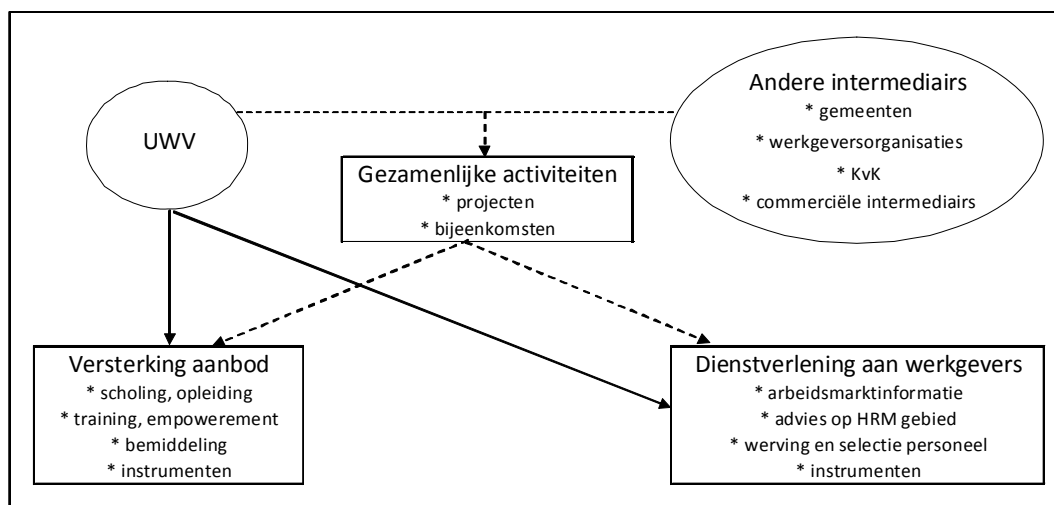 UWV
Andere intermediairs
* gemeenten
* werkgeversorganisaties
* KvK
* commerciële intermediairs
Gezamenlijke activiteiten
* projecten
* bijeenkomsten
Versterking aanbod
* scholing, opleiding
* training, empowerement
* bemiddeling
* instrumenten
Dienstverlening aan werkgevers
* arbeidsmarktinformatie
* advies op HRM gebied
* werving en selectie personeel
* instrumenten